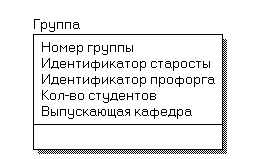 Группа
Номер группы
Идентификатор старосты
Идентификатор профорга
Кол-во студентов
Выпускающая кафедра